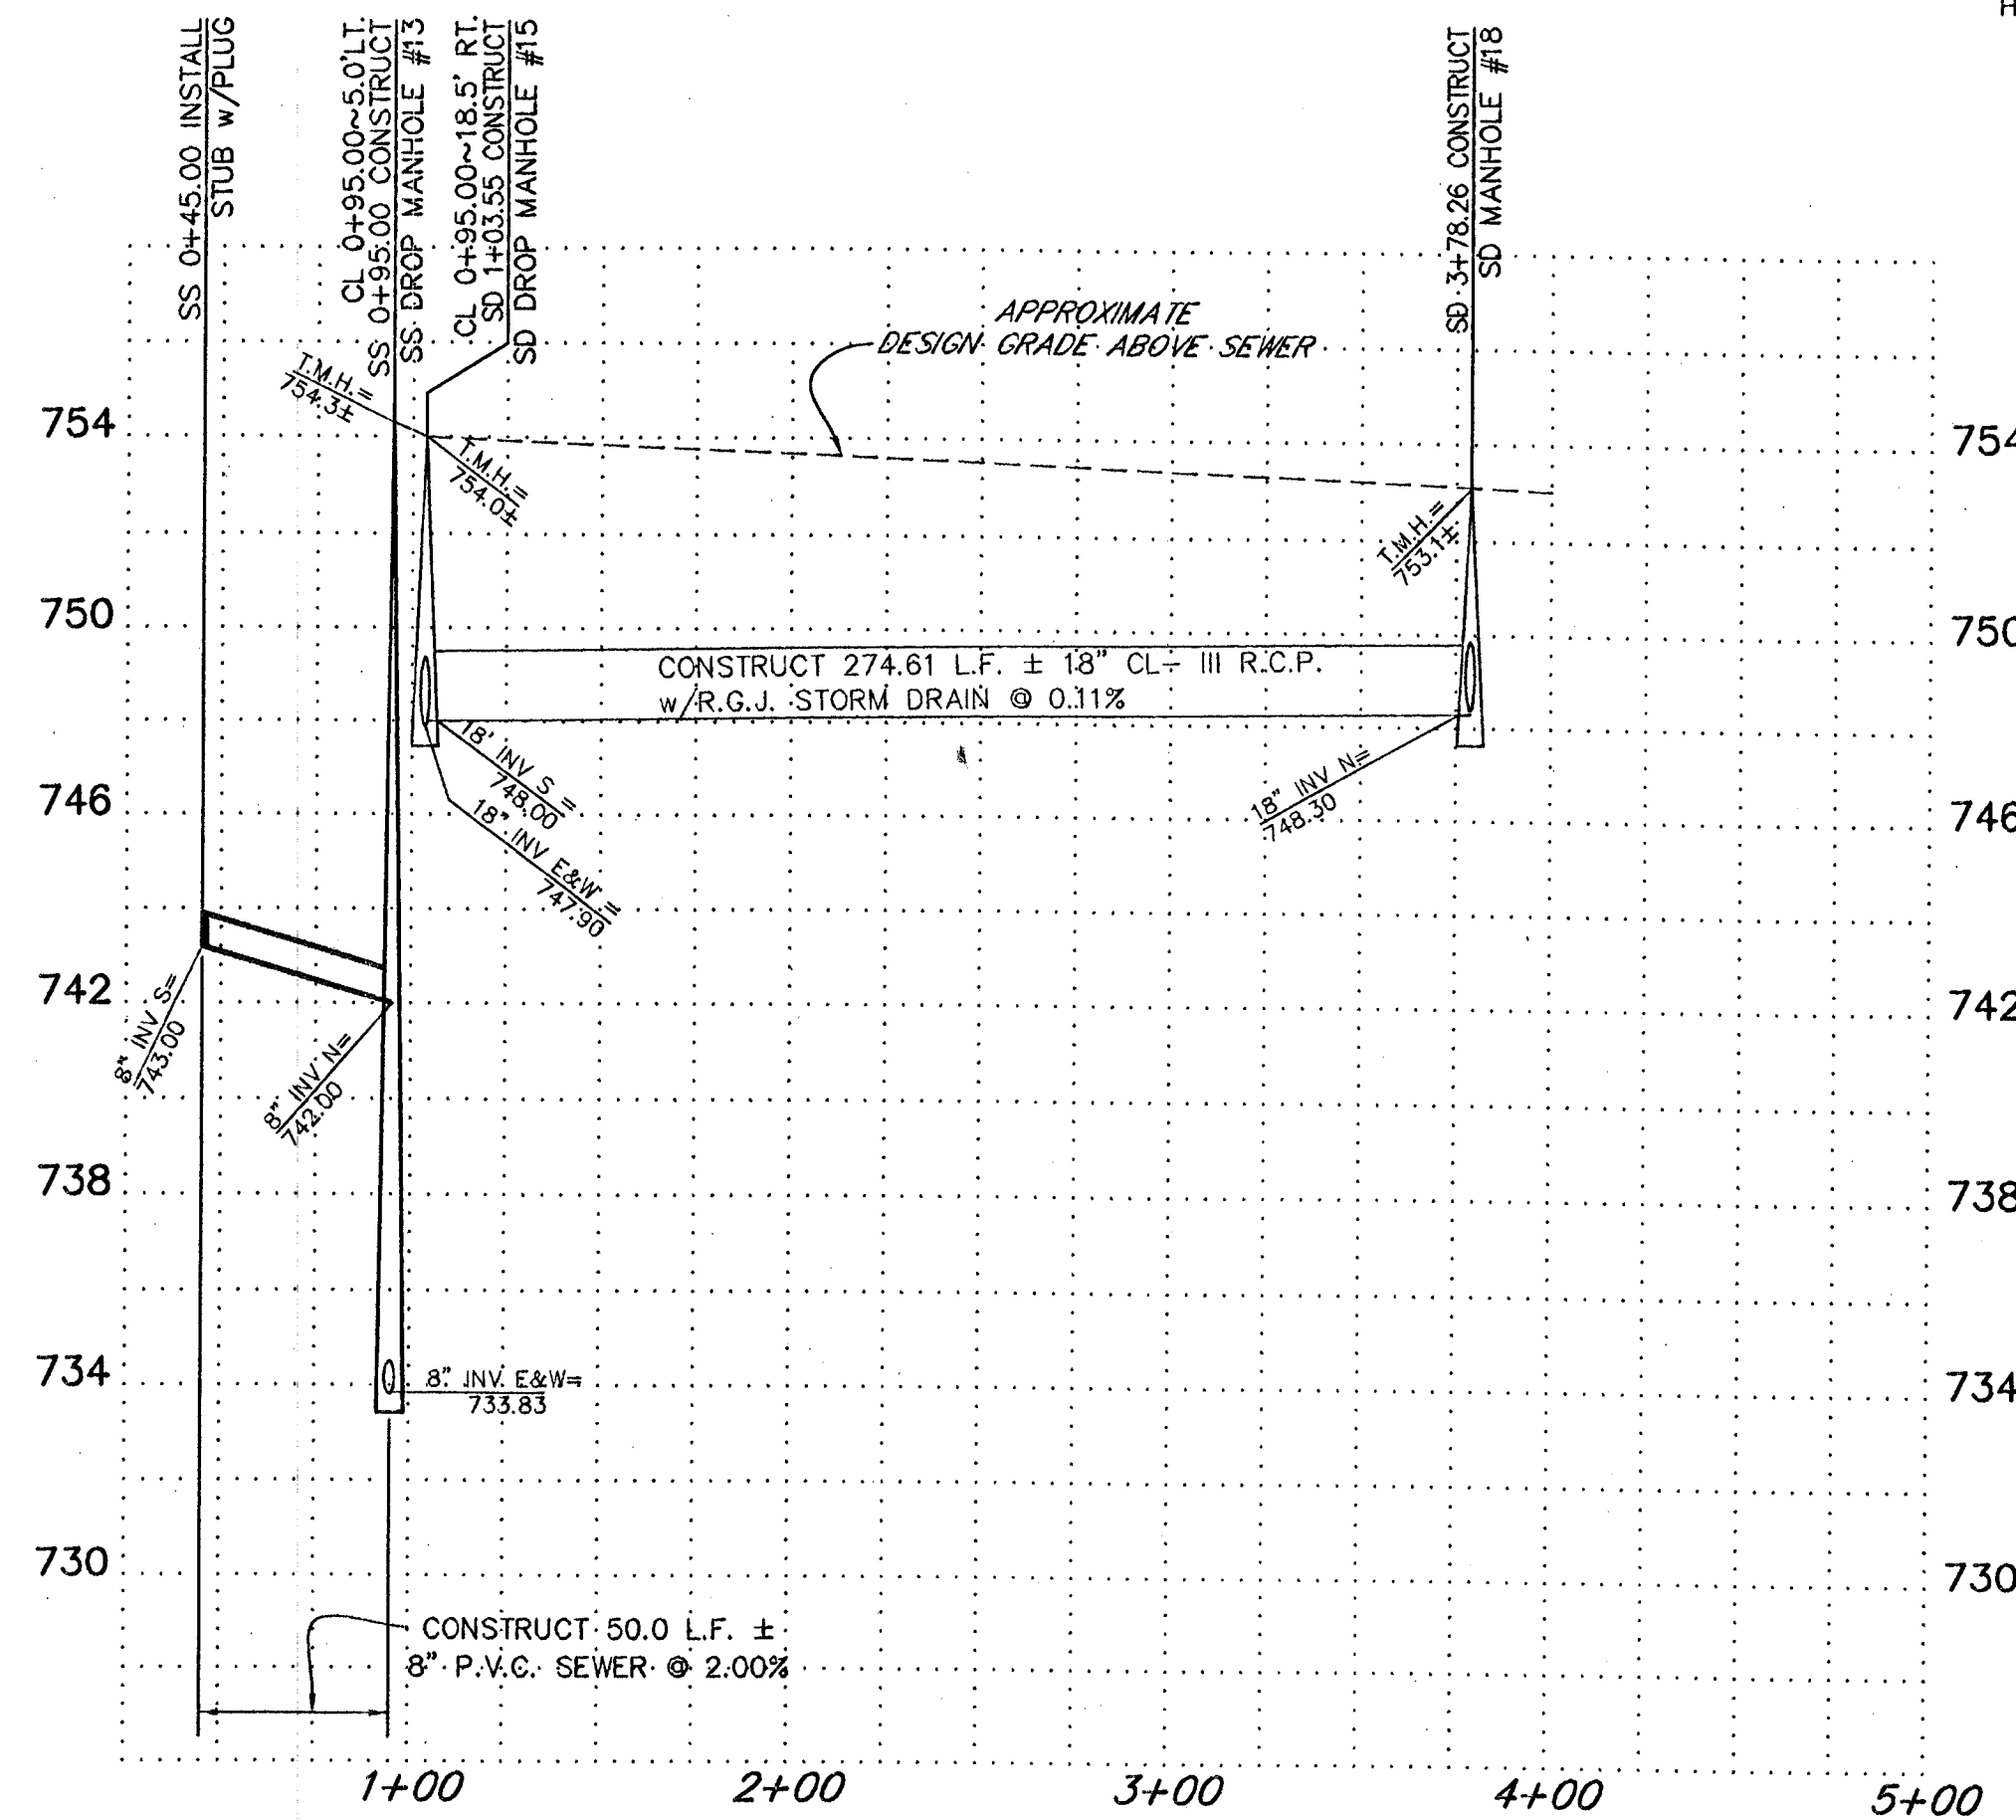 SS 0+45.00 INSTALL
STUB w/PLUG
CL 0+95.00~5.0'LT.
SS 0+95.00 CONSTRUCT
SS DROP MANHOLE #13
CL 0+95.00~18.5' RT.
SD 1+03.55 CONSTRUCT
SD DROP MANHOLE #15
SD 3+78.26 CONSTRUCT
SD MANHOLE #18
APPROXIMATE
DESIGN GRADE ABOVE SEWER
T.M.H.=
754.3±
T.M.H.=
754.0±
T.M.H.=
753.1±
754
754
750
750
CONSTRUCT 274.61 L.F. ± 18" CL- III R.C.P.
w/R.G.J. STORM DRAIN @ 0.11%
18' INV S =
748.00
18" INV E&W =
747.90
18" INV N=
748.30
746
746
742
742
8" INV S=
743.00
8" INV N=
742.00
738
738
734
734
8" INV. E&W=
733.83
730
730
CONSTRUCT 50.0 L.F. ±
8" P.V.C. SEWER @ 2.00%
1+00
2+00
3+00
4+00
5+00